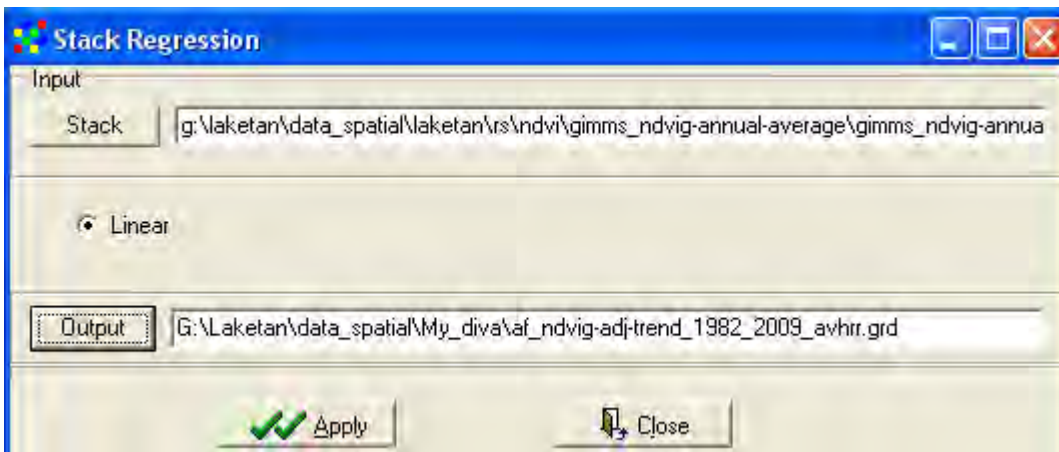 Stack Regression
Input
Stack g:\laketan\data_spatial\laketan\rs\ndvi\gimms_ndvig-annual-average\gimms_ndvig-annua
Linear
Output G:\Laketan\data_spatial\My_diva\af_ndvig-adj-trend_1982_2009_avhrr.grd
Apply Close